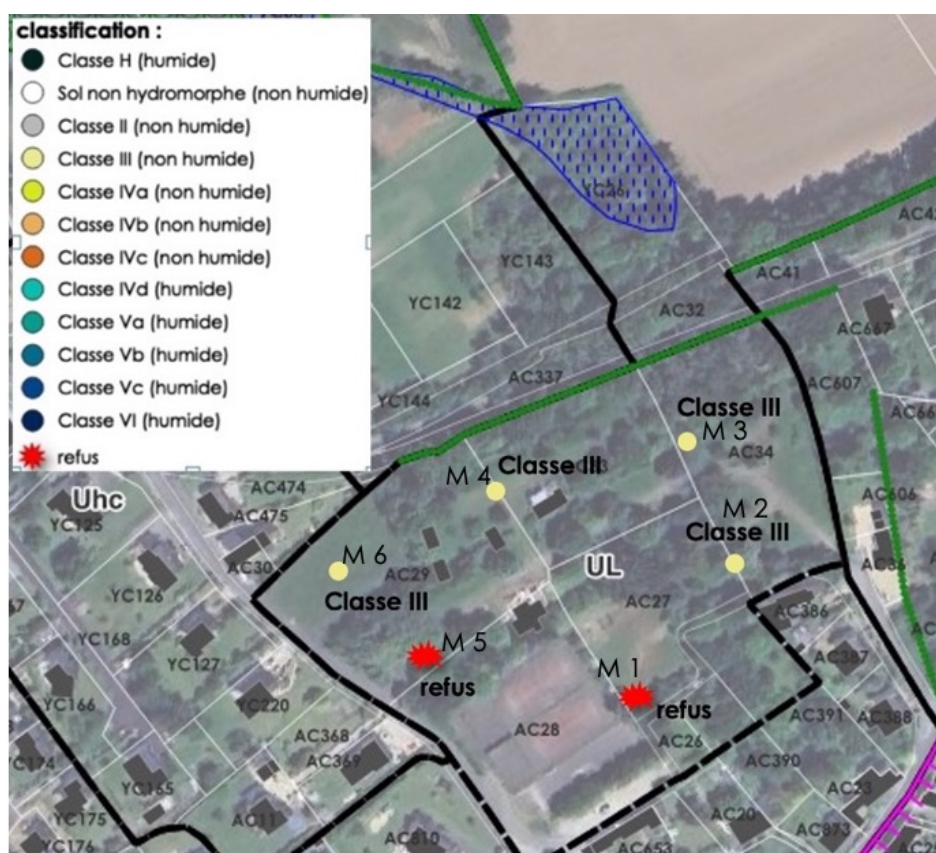 classification :
Classe H (humide)
Sol non hydromorphe (non humide)
Classe II (non humide)
Classe III (non humide)
Classe IVa (non humide)
Classe IVb (non humide)
Classe IVc (non humide)
Classe IVd (humide)
Classe Va (humide)
Classe Vb (humide)
Classe Vc (humide)
Classe VI (humide)
refus
YC26
AC42
YC143
AC41
YC142
AC32
AC667
AC337
AC607
YC144
Classe III
M 3
AC34
Classe III
M 4
Uhc
AC474
YC125
AC475
AC606
M 2
Classe III
AC30
M 6
AC29
UL
AC36
YC126
Classe III
AC27
AC386
YC168
YC127
M 5
AC387
refus
M 1
YC166
YC220
refus
AC391
AC388
AC368
AC28
AC26
AC369
AC390
YC165
AC23
YC175
AC11
AC20
AC873
YC176
AC810
AC653